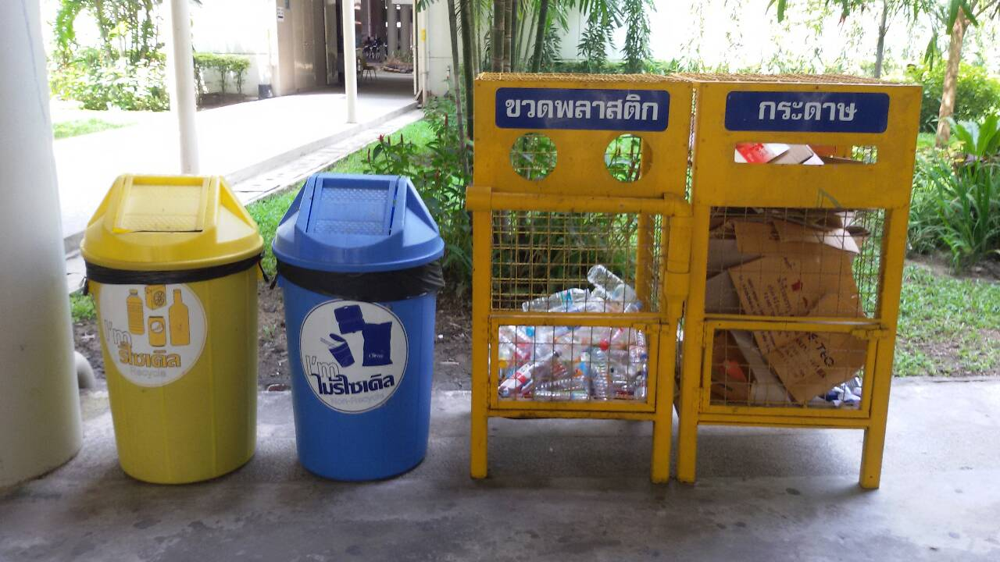 ขวดพลาสติก
กระดาษ
I'm
รีไซเคิล
Recycle
I'm
ไม่รีไซเคิล
Non-Recycle